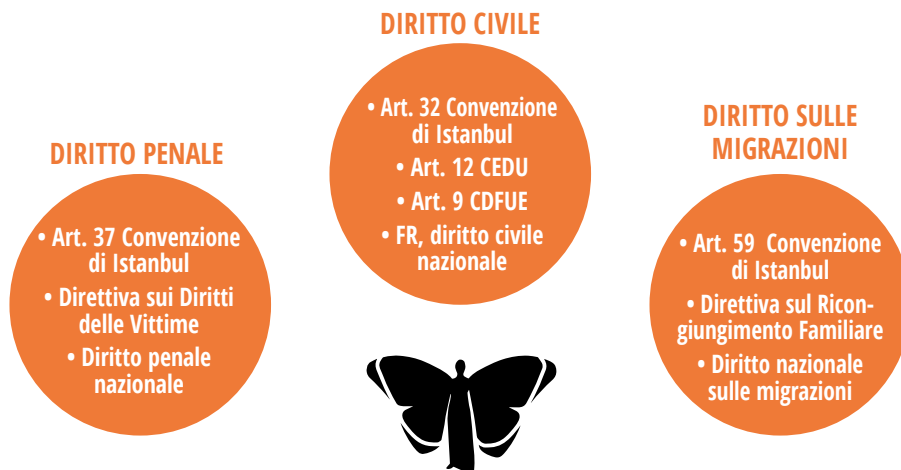 DIRITTO PENALE
• Art. 37 Convenzione
di Istanbul
• Direttiva sui Diritti
delle Vittime
• Diritto penale
nazionale
DIRITTO CIVILE
• Art. 32 Convenzione
di Istanbul
• Art. 12 CEDU
• Art. 9 CDFUE
• FR, diritto civile
nazionale
DIRITTO SULLE
MIGRAZIONI
• Art. 59 Convenzione
di Istanbul
• Direttiva sul Ricon-
giungimento Familiare
• Diritto nazionale
sulle migrazioni